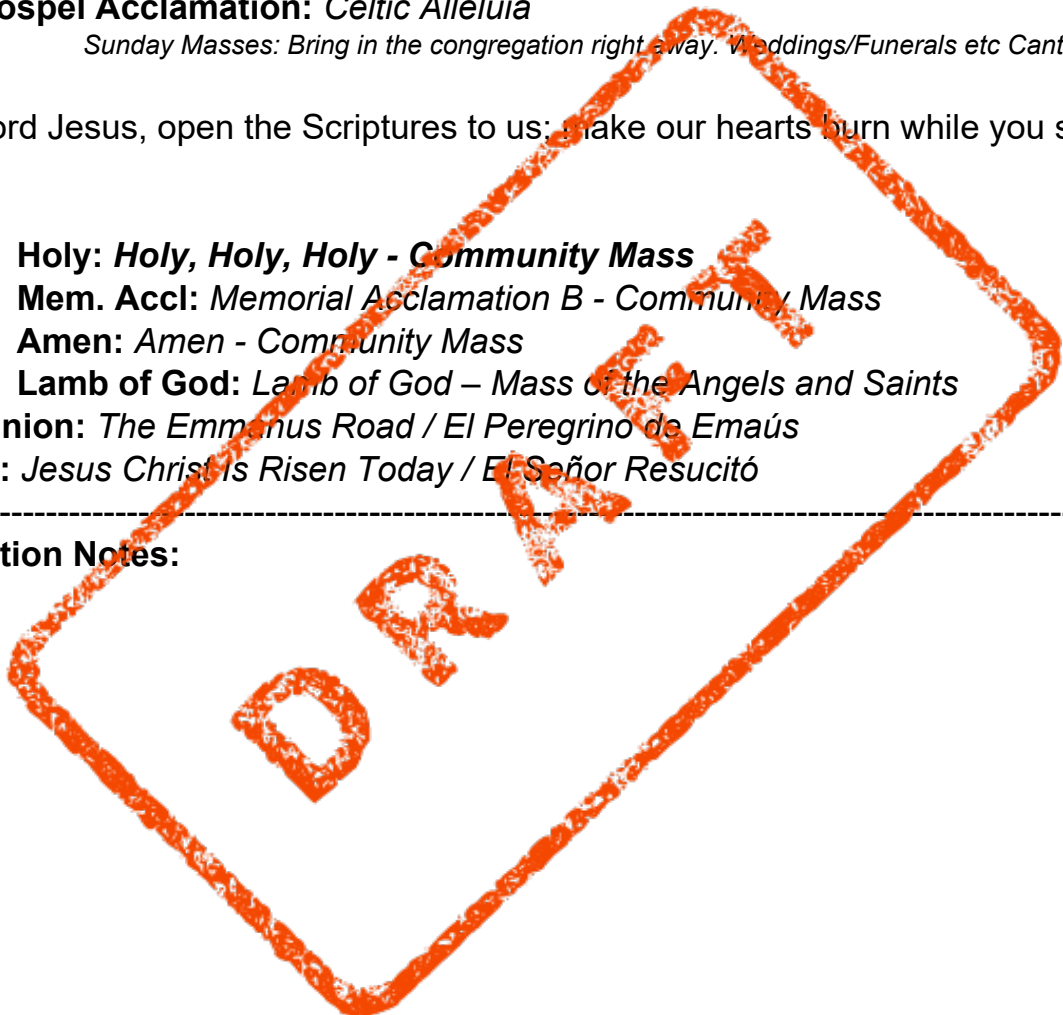 ospel Acclamation: Celtic Alleluia
Sunday Masses: Bring in the congregation right away. Weddings/Funerals etc Cant
ord Jesus, open the Scriptures to us; make our hearts burn while you s
Holy: Holy, Holy, Holy - Community Mass
Mem. Accl: Memorial Acclamation B - Community Mass
Amen: Amen - Community Mass
Lamb of God: Lamb of God – Mass of the Angels and Saints
nion: The Emmanus Road / El Peregrino de Emaús
: Jesus Christ Is Risen Today / El Señor Resucitó
tion Notes:
DRAFT